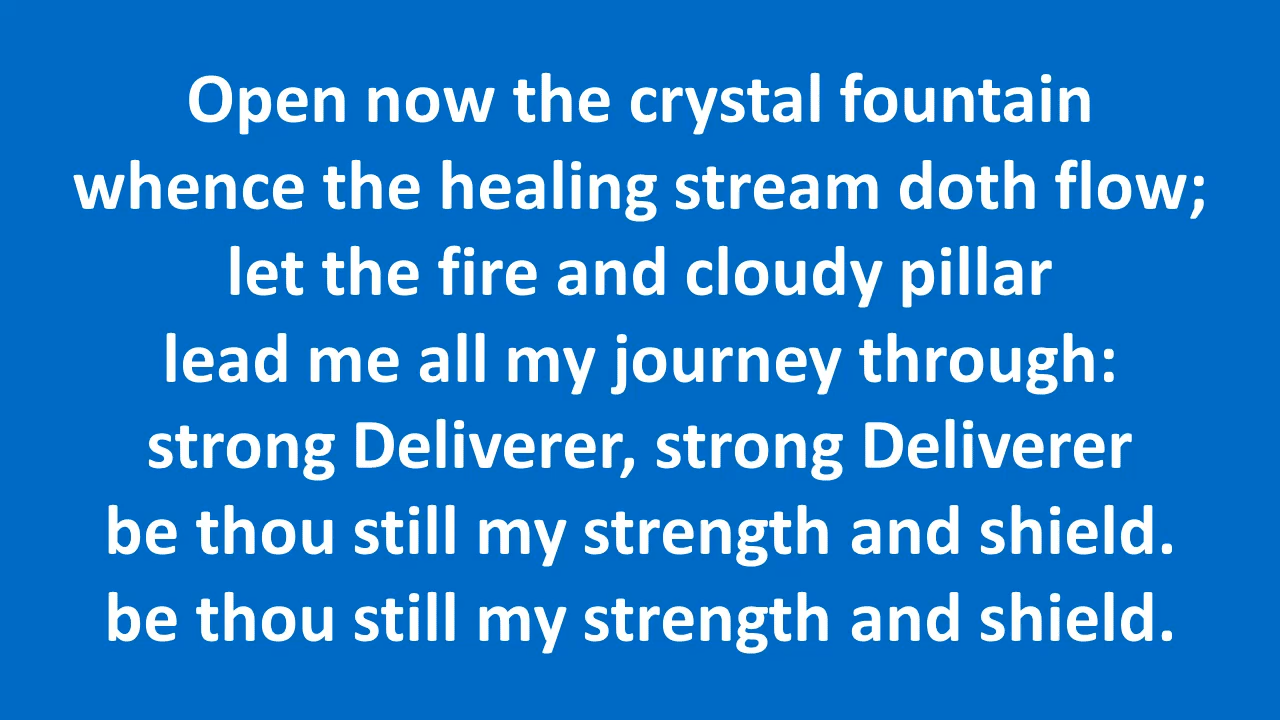 Open now the crystal fountain
whence the healing stream doth flow;
let the fire and cloudy pillar
lead me all my journey through:
strong Deliverer, strong Deliverer
be thou still my strength and shield.
be thou still my strength and shield.